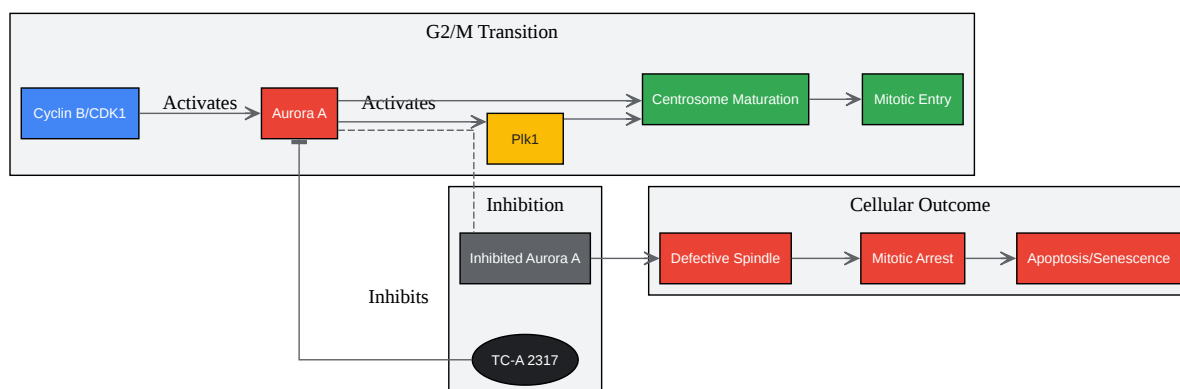 G2/M Transition
Cyclin B/CDK1
Activates
Aurora A
Activates
Plk1
Centrosome Maturation
Mitotic Entry
Inhibition
Inhibited Aurora A
Inhibits
TC-A 2317
Cellular Outcome
Defective Spindle
Mitotic Arrest
Apoptosis/Senescence